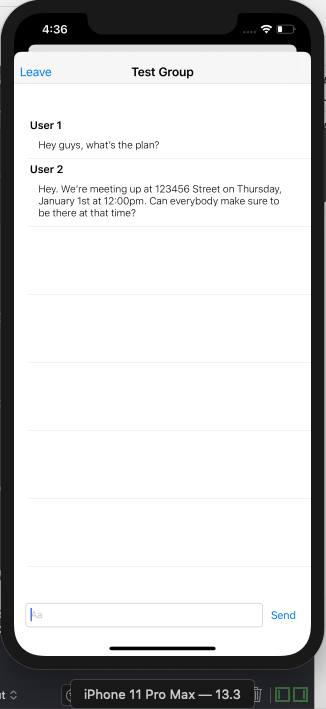 4:36
Leave
Test Group
User 1
Hey guys, what's the plan?
User 2
Hey. We're meeting up at 123456 Street on Thursday,
January 1st at 12:00pm. Can everybody make sure to
be there at that time?
Aa
Send
iPhone 11 Pro Max — 13.3